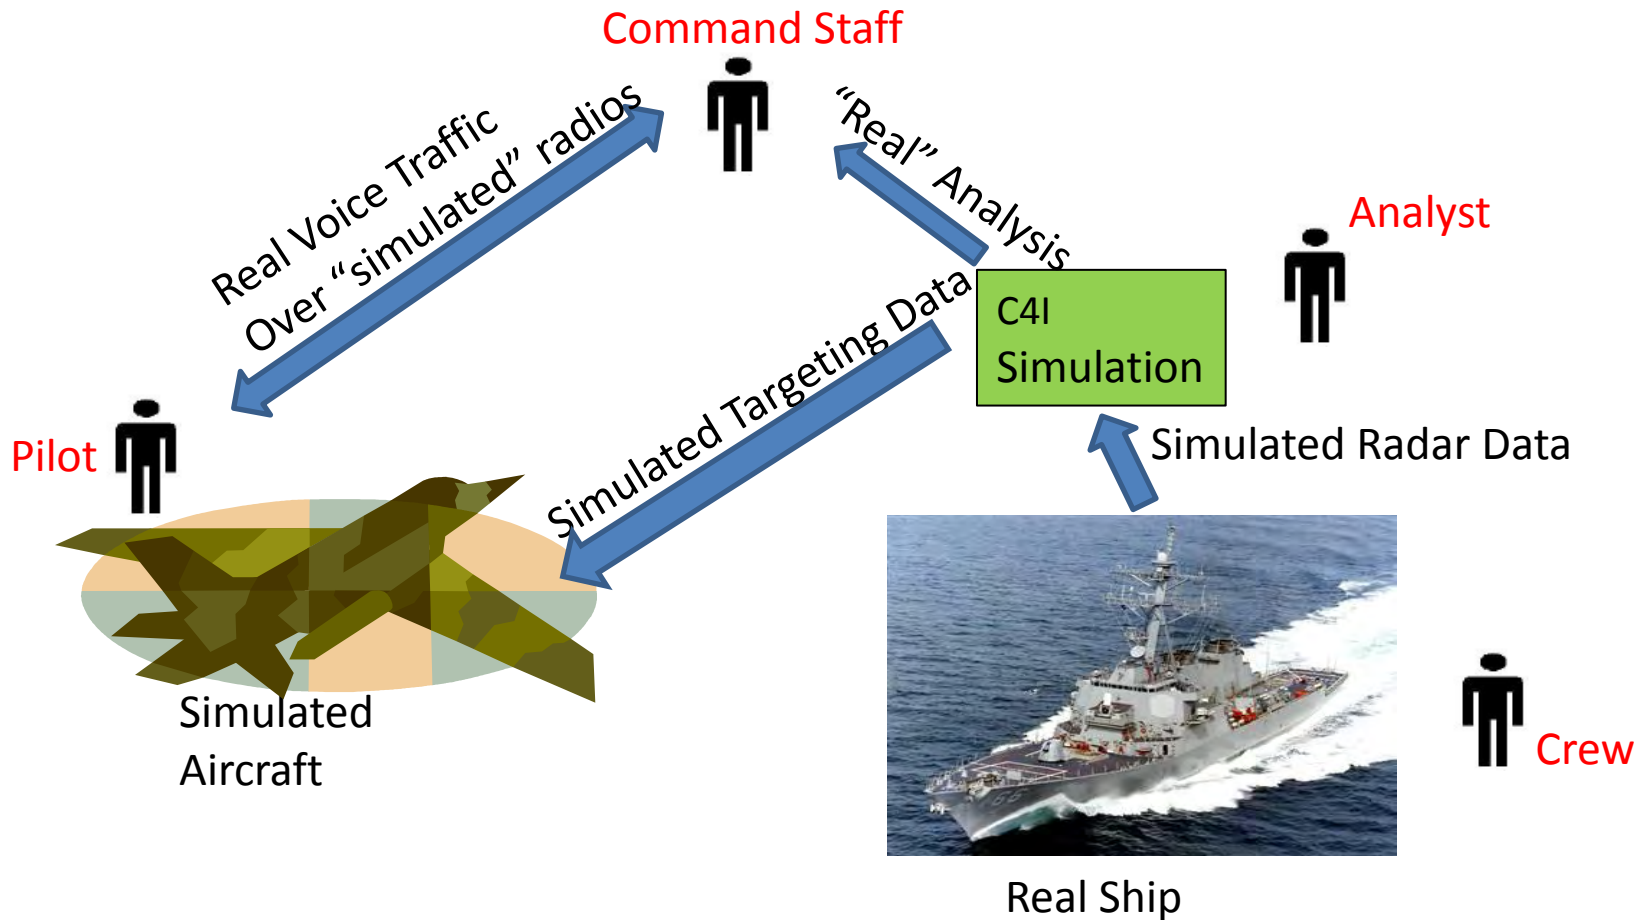 Command Staff
Real Voice Traffic
Over “simulated” radios
“Real” Analysis
Analyst
C4I
Simulation
Simulated Targeting Data
Simulated Radar Data
Pilot
Simulated
Aircraft
Crew
Real Ship